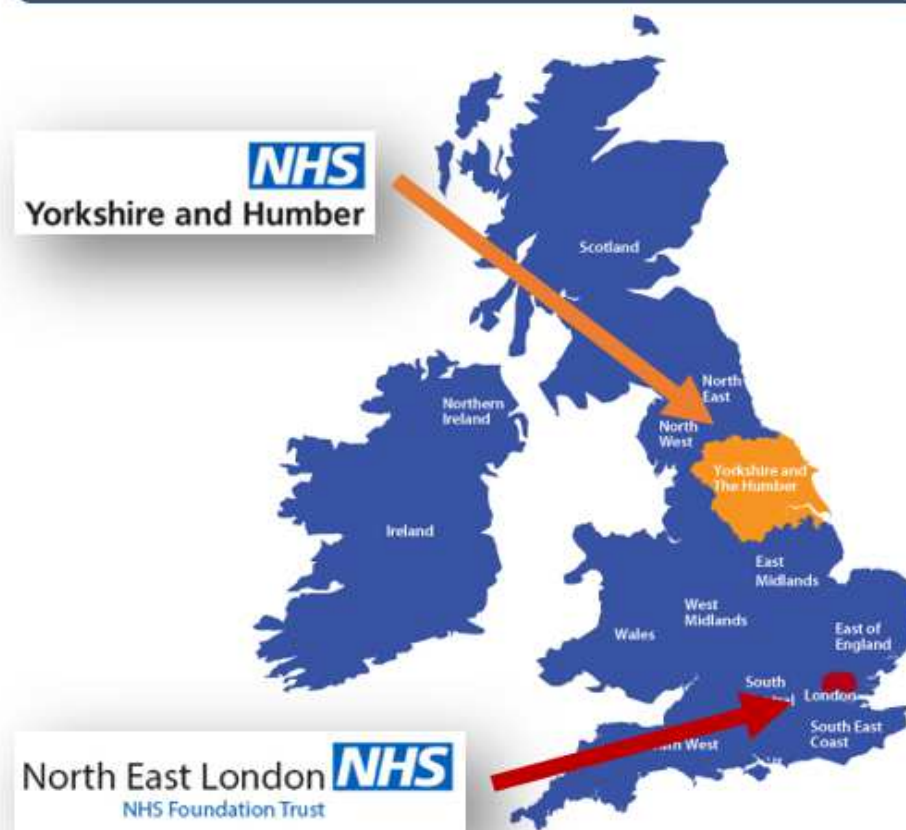 NHS
Yorkshire and Humber
Scotland
North
East
Northern
Ireland
North
West
Yorkshire and
The Humber
Ireland
East
Midlands
West
Midlands
Wales
East of
England
South
London
South East
Coast
West
North East London NHS
NHS Foundation Trust